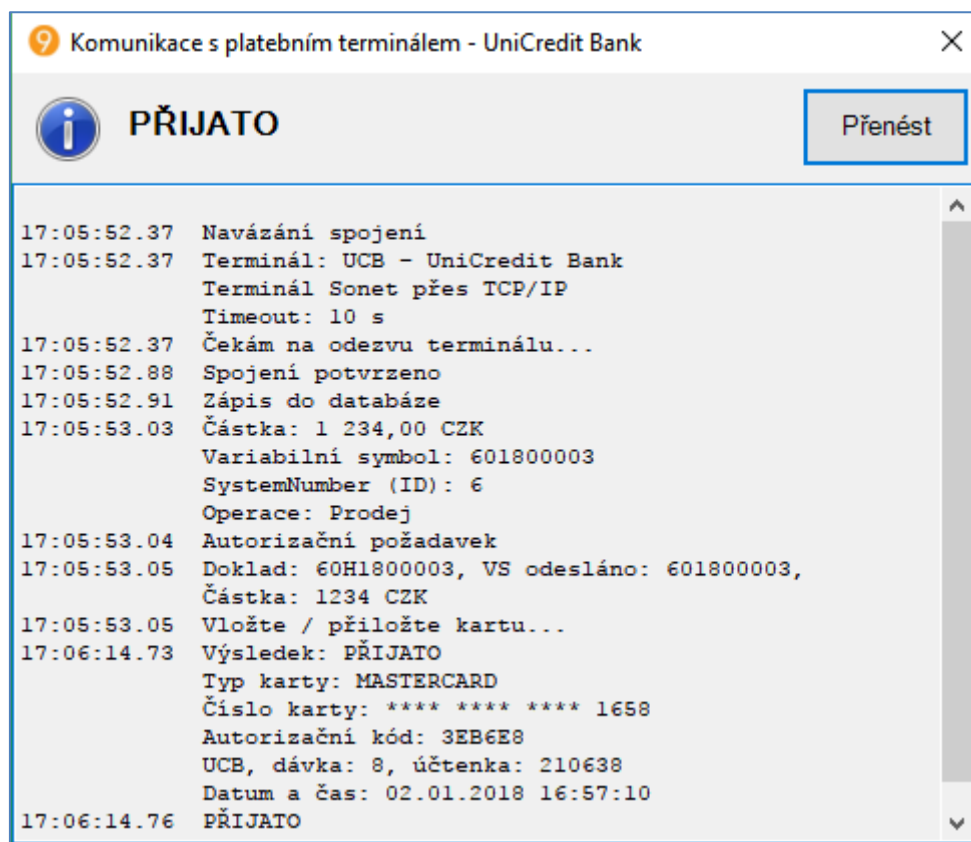 9 Komunikace s platebním terminálem - UniCredit Bank
i PŘIJATO
Přenést
17:05:52.37 Navázání spojení
17:05:52.37 Terminál: UCB - UniCredit Bank
Terminál Sonet přes TCP/IP
Timeout: 10 s
17:05:52.37 Čekám na odezvu terminálu...
17:05:52.88 Spojení potvrzeno
17:05:52.91 Zápis do databáze
17:05:53.03 Částka: 1 234,00 CZK
Variabilní symbol: 601800003
SystemNumber (ID): 6
Operace: Prodej
17:05:53.04 Autorizační požadavek
17:05:53.05 Doklad: 60H1800003, VS odesláno: 601800003,
Částka: 1234 CZK
17:05:53.05 Vložte / přiložte kartu...
17:06:14.73 Výsledek: PŘIJATO
Typ karty: MASTERCARD
Číslo karty: **** **** **** 1658
Autorizační kód: 3EB6E8
UCB, dávka: 8, účtenka: 210638
Datum a čas: 02.01.2018 16:57:10
17:06:14.76 PŘIJATO